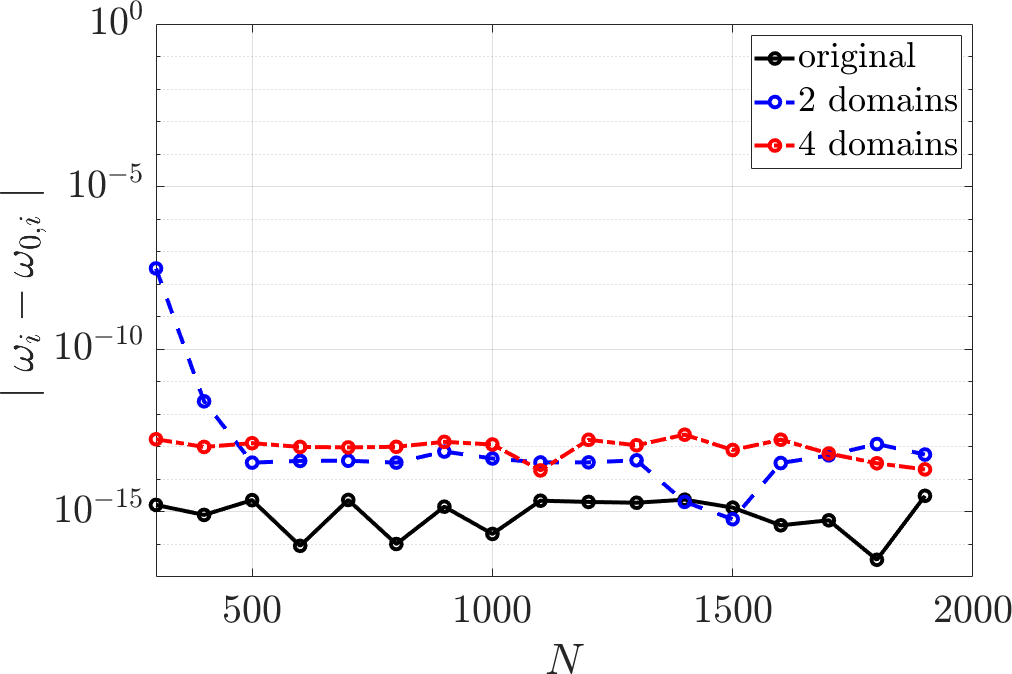 10^0
10^{-5}
10^{-10}
10^{-15}
| ω_i − ω_{0,i} |
original
2 domains
4 domains
500
1000
1500
2000
N